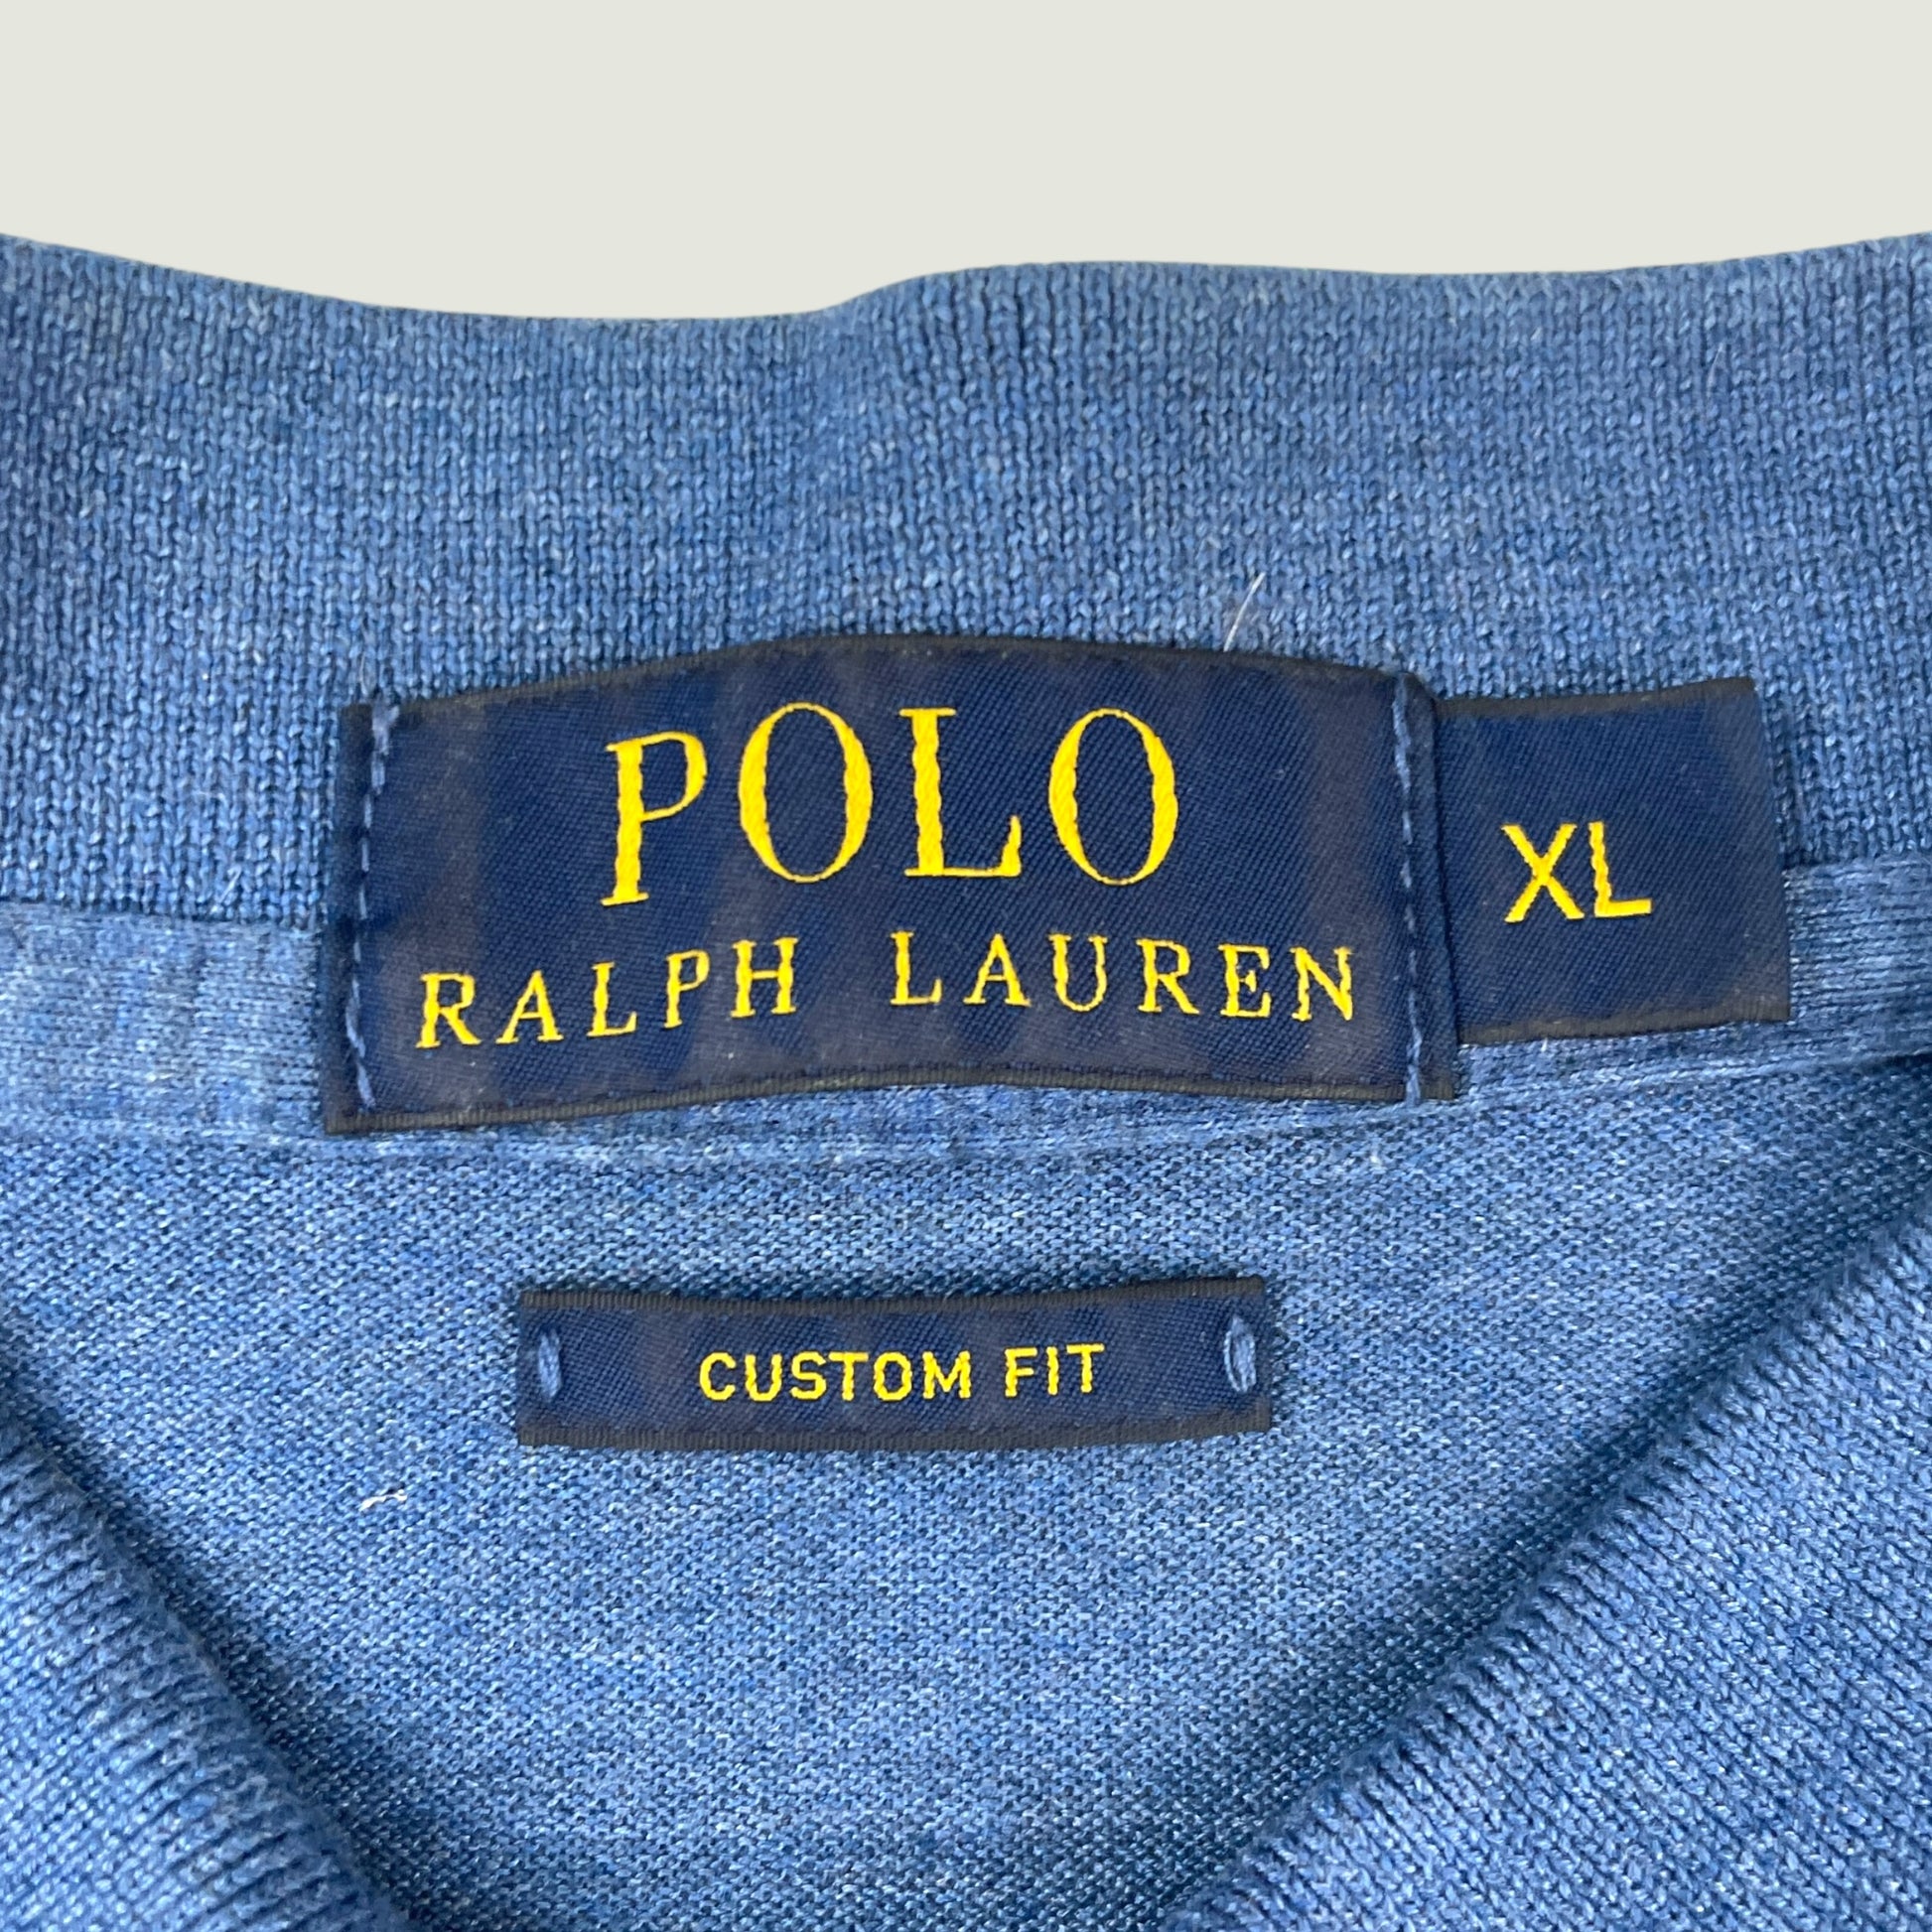 POLO
RALPH LAUREN
XL
CUSTOM FIT